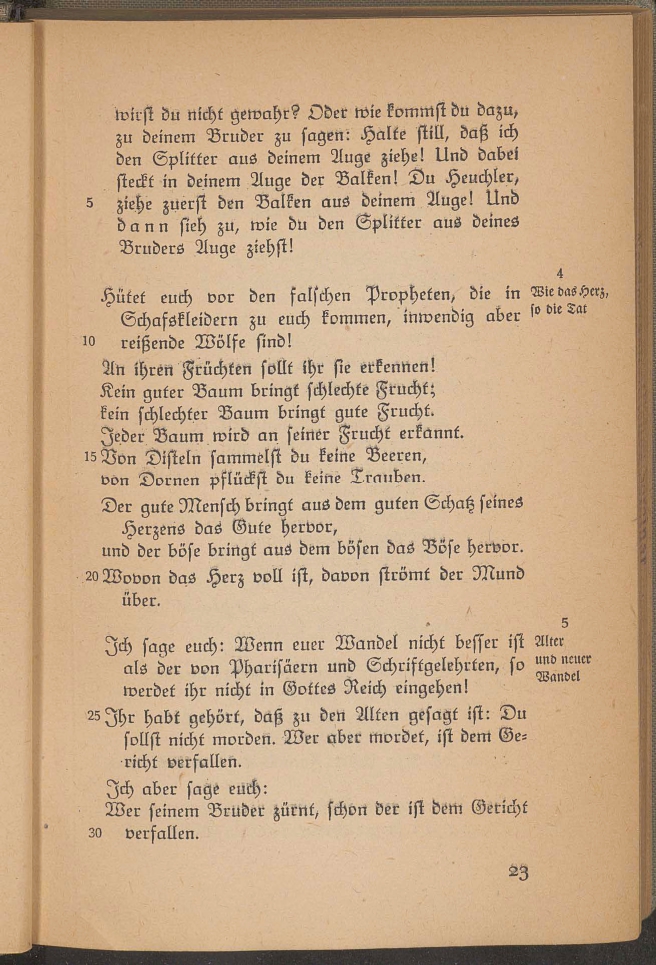 wirst du nicht gewahr? Oder wie kommst du dazu,
zu deinem Bruder zu sagen: Halte still, daß ich
den Splitter aus deinem Auge ziehe! Und dabei
steckt in deinem Auge der Balken! Du Heuchler,
5 ziehe zuerst den Balken aus deinem Auge! Und
dann sieh zu, wie du den Splitter aus deines
Bruders Auge ziehst!
4
Hütet euch vor den falschen Propheten, die in
Wie das Herz,
so die Tat
Schafskleidern zu euch kommen, inwendig aber
10 reißende Wölfe sind!
An ihren Früchten sollt ihr sie erkennen!
Kein guter Baum bringt schlechte Frucht;
kein schlechter Baum bringt gute Frucht.
Jeder Baum wird an seiner Frucht erkannt.
15 Von Disteln sammelst du keine Beeren,
von Dornen pflückst du keine Trauben.
Der gute Mensch bringt aus dem guten Schatz seines
Herzens das Gute hervor,
und der böse bringt aus dem bösen das Böse hervor.
20 Wovon das Herz voll ist, davon strömt der Mund
über.
5
Ich sage euch: Wenn euer Wandel nicht besser ist
Alter
und neuer
Wandel
als der von Pharisäern und Schriftgelehrten, so
werdet ihr nicht in Gottes Reich eingehen!
25 Ihr habt gehört, daß zu den Alten gesagt ist: Du
sollst nicht morden. Wer aber mordet, ist dem Ge-
richt verfallen.
Ich aber sage euch:
Wer seinem Bruder zürnt, schon der ist dem Gericht
30 verfallen.
23